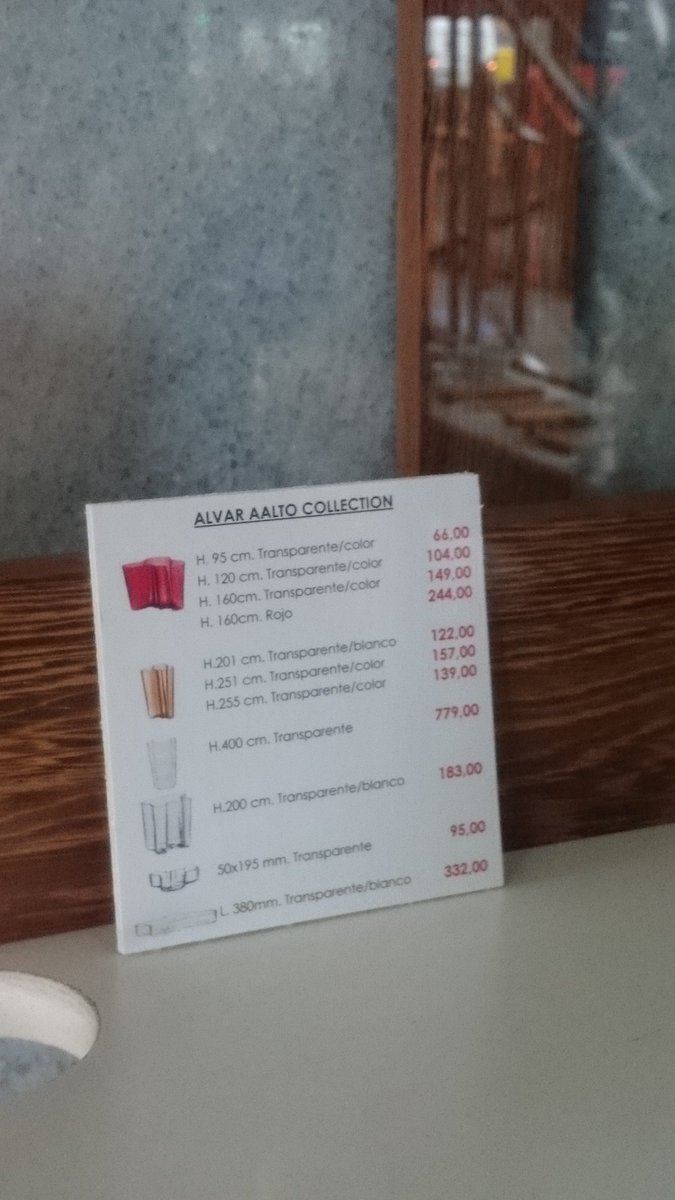 ALVAR AALTO COLLECTION
H. 95 cm. Transparente/color 66,00
H. 120 cm. Transparente/color 104,00
H. 160cm. Transparente/color 149,00
H. 160cm. Rojo 244,00
H.201 cm. Transparente/blanco 122,00
H.251 cm. Transparente/color 157,00
H.255 cm. Transparente/color 139,00
H.400 cm. Transparente 779,00
H.200 cm. Transparente/blanco 183,00
50x195 mm. Transparente 95,00
L. 380mm. Transparente/blanco 332,00